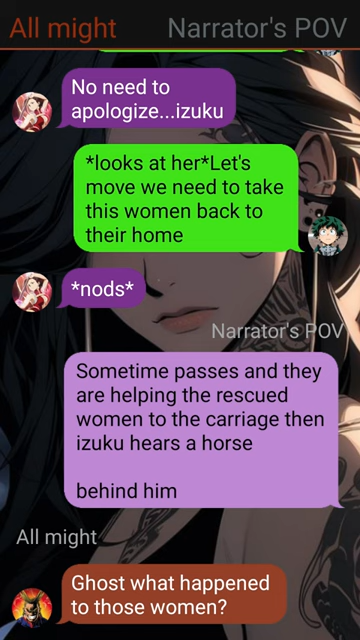 All might Narrator's POV
No need to
apologize...izuku
*looks at her*Let's
move we need to take
this women back to
their home
*nods*
Narrator's POV
Sometime passes and they
are helping the rescued
women to the carriage then
izuku hears a horse
behind him
All might
Ghost what happened
to those women?